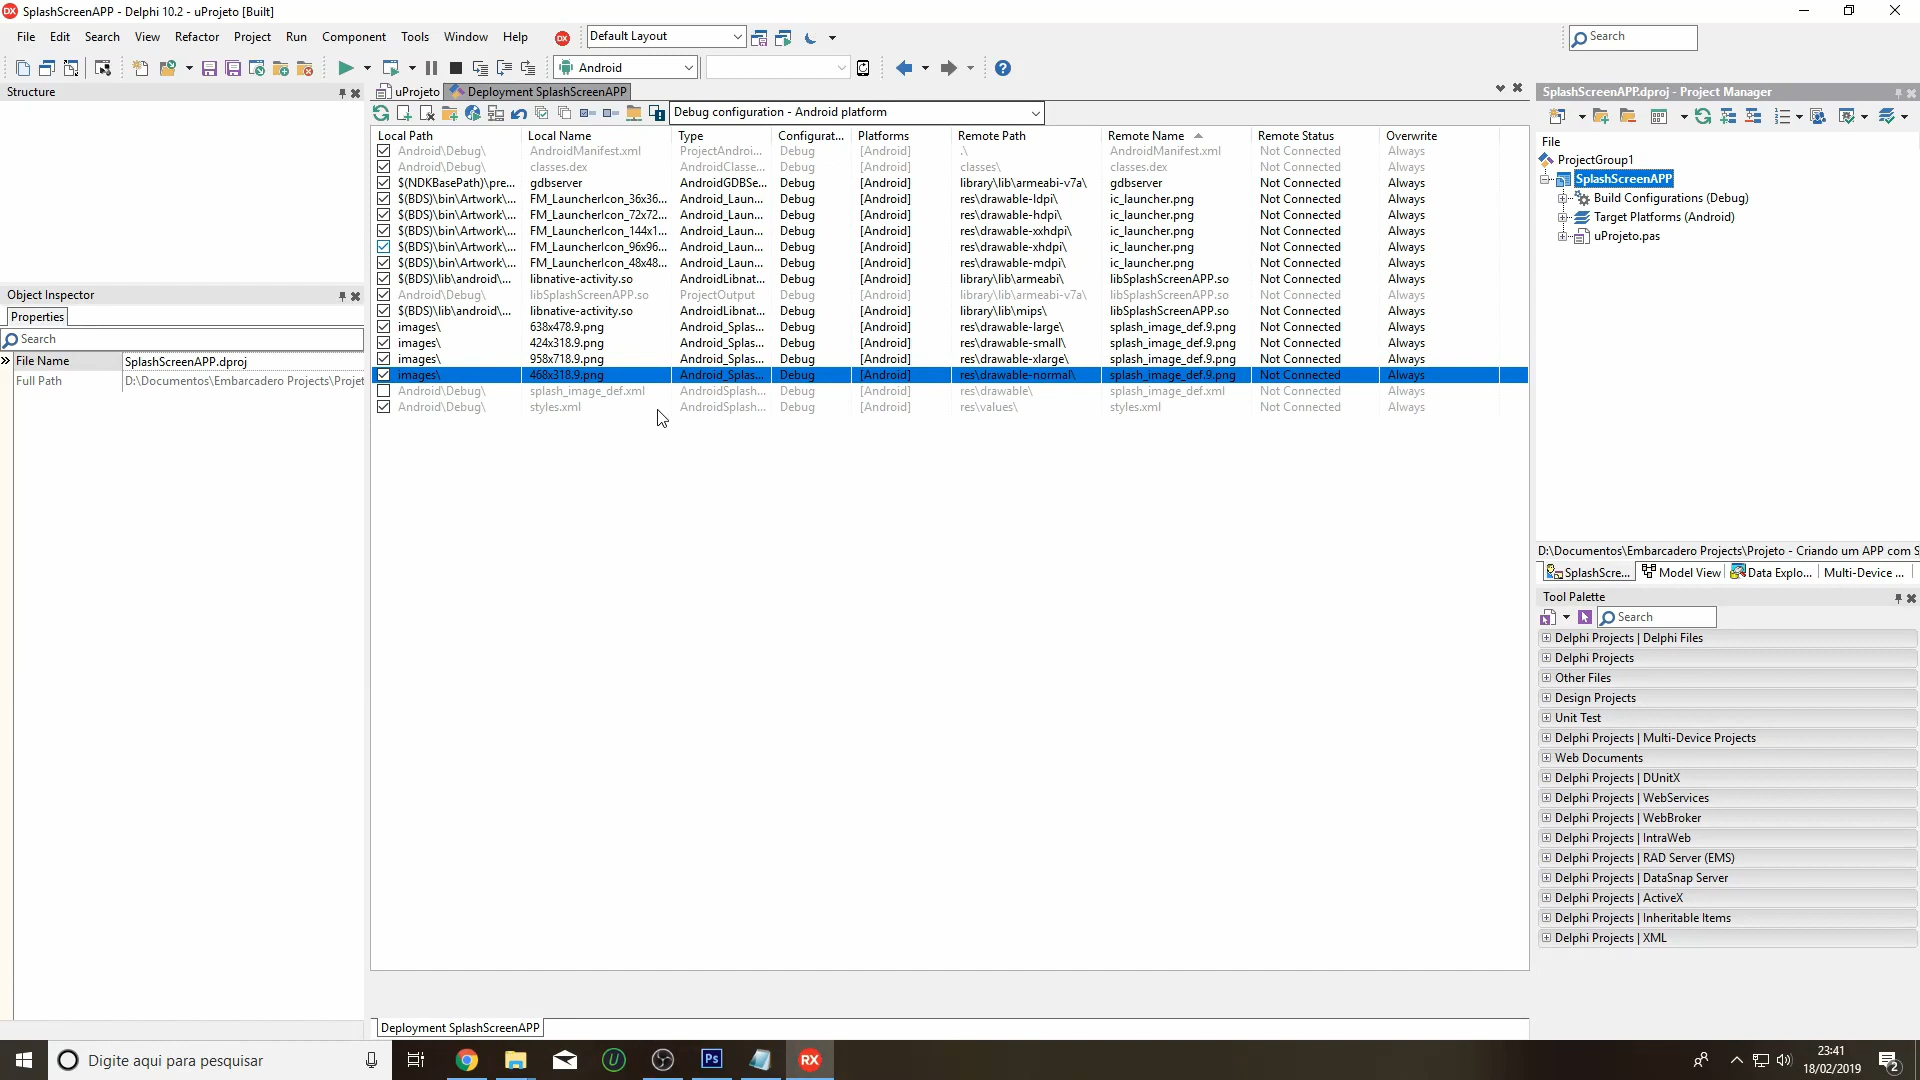 SplashScreenAPP - Delphi 10.2 - uProjeto [Built]
File Edit Search View Refactor Project Run Component Tools Window Help Default Layout Search
Android
Structure
uProjeto Deployment SplashScreenAPP
Debug configuration - Android platform
Local Path Local Name Type Configurat... Platforms Remote Path Remote Name Remote Status Overwrite
Android\Debug\ AndroidManifest.xml ProjectAndroi... Debug [Android] .\ AndroidManifest.xml Not Connected Always
Android\Debug\ classes.dex AndroidClasse... Debug [Android] classes\ classes.dex Not Connected Always
$(NDKBasePath)\pre... gdbserver AndroidGDBSe... Debug [Android] library\lib\armeabi-v7a\ gdbserver Not Connected Always
$(BDS)\bin\Artwork\... FM_LauncherIcon_36x36... Android_Laun... Debug [Android] res\drawable-ldpi\ ic_launcher.png Not Connected Always
$(BDS)\bin\Artwork\... FM_LauncherIcon_72x72... Android_Laun... Debug [Android] res\drawable-hdpi\ ic_launcher.png Not Connected Always
$(BDS)\bin\Artwork\... FM_LauncherIcon_144x1... Android_Laun... Debug [Android] res\drawable-xxhdpi\ ic_launcher.png Not Connected Always
$(BDS)\bin\Artwork\... FM_LauncherIcon_96x96... Android_Laun... Debug [Android] res\drawable-xhdpi\ ic_launcher.png Not Connected Always
$(BDS)\bin\Artwork\... FM_LauncherIcon_48x48... Android_Laun... Debug [Android] res\drawable-mdpi\ ic_launcher.png Not Connected Always
$(BDS)\lib\android\... libnative-activity.so AndroidLibnat... Debug [Android] library\lib\armeabi\ libSplashScreenAPP.so Not Connected Always
Android\Debug\ libSplashScreenAPP.so ProjectOutput Debug [Android] library\lib\armeabi-v7a\ libSplashScreenAPP.so Not Connected Always
$(BDS)\lib\android\... libnative-activity.so AndroidLibnat... Debug [Android] library\lib\mips\ libSplashScreenAPP.so Not Connected Always
images\ 638x478.9.png Android_Splas... Debug [Android] res\drawable-large\ splash_image_def.9.png Not Connected Always
images\ 424x318.9.png Android_Splas... Debug [Android] res\drawable-small\ splash_image_def.9.png Not Connected Always
images\ 958x718.9.png Android_Splas... Debug [Android] res\drawable-xlarge\ splash_image_def.9.png Not Connected Always
images\ 468x318.9.png Android_Splas... Debug [Android] res\drawable-normal\ splash_image_def.9.png Not Connected Always
Android\Debug\ splash_image_def.xml AndroidSplash... Debug [Android] res\drawable\ splash_image_def.xml Not Connected Always
Android\Debug\ styles.xml AndroidSplash... Debug [Android] res\values\ styles.xml Not Connected Always
Deployment SplashScreenAPP
Object Inspector
Properties
Search
File Name SplashScreenAPP.dproj
Full Path D:\Documentos\Embarcadero Projects\Projet
SplashScreenAPP.dproj - Project Manager
File
ProjectGroup1
SplashScreenAPP
Build Configurations (Debug)
Target Platforms (Android)
uProjeto.pas
D:\Documentos\Embarcadero Projects\Projeto - Criando um APP com S
SplashScre... Model View Data Explo... Multi-Device ...
Tool Palette
Search
Delphi Projects | Delphi Files
Delphi Projects
Other Files
Design Projects
Unit Test
Delphi Projects | Multi-Device Projects
Web Documents
Delphi Projects | DUnitX
Delphi Projects | WebServices
Delphi Projects | WebBroker
Delphi Projects | IntraWeb
Delphi Projects | RAD Server (EMS)
Delphi Projects | DataSnap Server
Delphi Projects | ActiveX
Delphi Projects | Inheritable Items
Delphi Projects | XML
Digite aqui para pesquisar
Ps
RX
23:41
18/02/2019
2